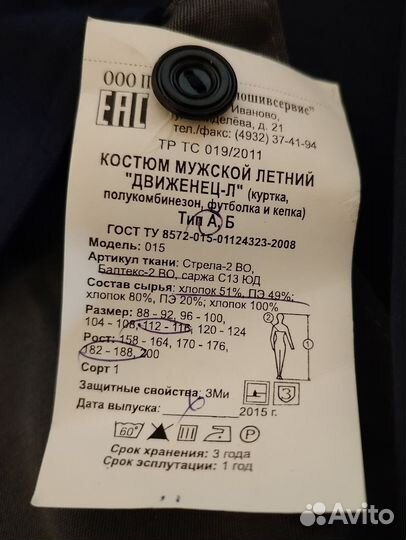 ООО П ошивсервис"
ЕАС
Иваново,
д. 21
тел./факс: (4932) 37-41-94
ТР ТС 019/2011
КОСТЮМ МУЖСКОЙ ЛЕТНИЙ
"ДВИЖЕНЕЦ-Л" (куртка,
полукомбинезон, футболка и кепка)
Тип А, Б
ГОСТ ТУ 8572-015-01124323-2008
Модель: 015
Артикул ткани: Стрела-2 ВО,
Балтекс-2 ВО, саржа С13 ЮД
Состав сырья: хлопок 51%, ПЭ 49%;
хлопок 80%, ПЭ 20%; хлопок 100%
Размер: 88 - 92, 96 - 100,
104 - 108, 112 - 116, 120 - 124
Рост: 158 - 164, 170 - 176,
182 - 188, 200
Сорт 1
Защитные свойства: ЗМи
З
Дата выпуска: 6 2015 г.
60° Р
Срок хранения: 3 года
Срок эсплутации: 1 год
Avito